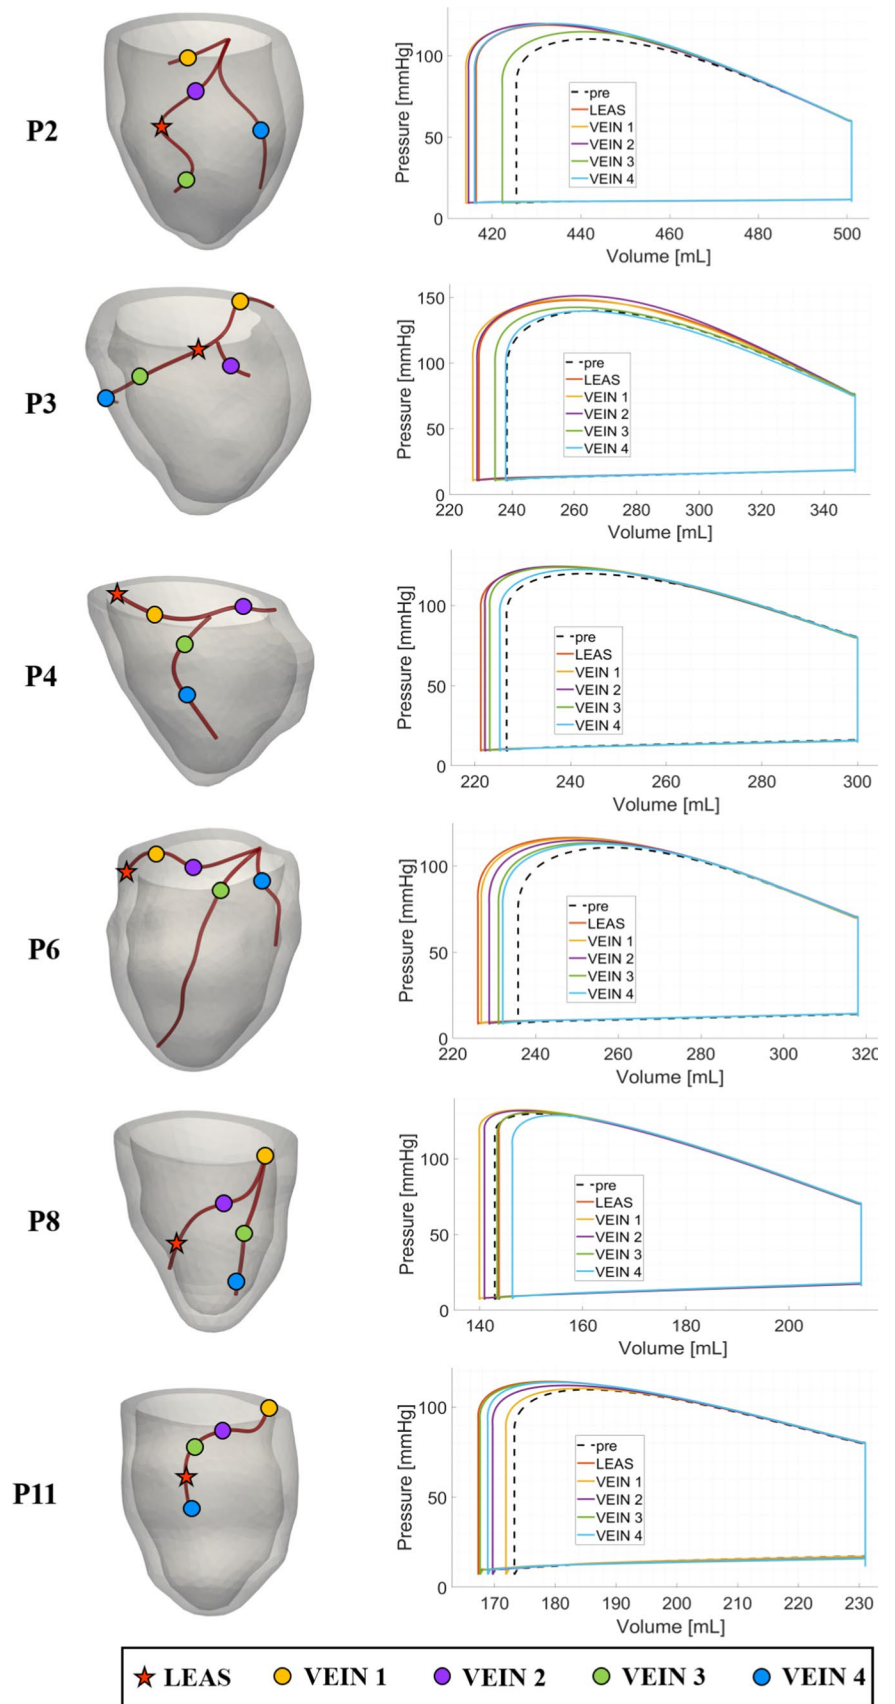 P2
Pressure [mmHg]
100
50
0
pre
LEAS
VEIN 1
VEIN 2
VEIN 3
VEIN 4
420 440 460 480 500
Volume [mL]
P3
Pressure [mmHg]
150
100
50
0
pre
LEAS
VEIN 1
VEIN 2
VEIN 3
VEIN 4
220 240 260 280 300 320 340
Volume [mL]
P4
Pressure [mmHg]
100
50
0
pre
LEAS
VEIN 1
VEIN 2
VEIN 3
VEIN 4
220 240 260 280 300
Volume [mL]
P6
Pressure [mmHg]
100
50
0
pre
LEAS
VEIN 1
VEIN 2
VEIN 3
VEIN 4
220 240 260 280 300 320
Volume [mL]
P8
Pressure [mmHg]
100
50
0
pre
LEAS
VEIN 1
VEIN 2
VEIN 3
VEIN 4
140 160 180 200
Volume [mL]
P11
Pressure [mmHg]
100
50
0
pre
LEAS
VEIN 1
VEIN 2
VEIN 3
VEIN 4
170 180 190 200 210 220 230
Volume [mL]
LEAS VEIN 1 VEIN 2 VEIN 3 VEIN 4